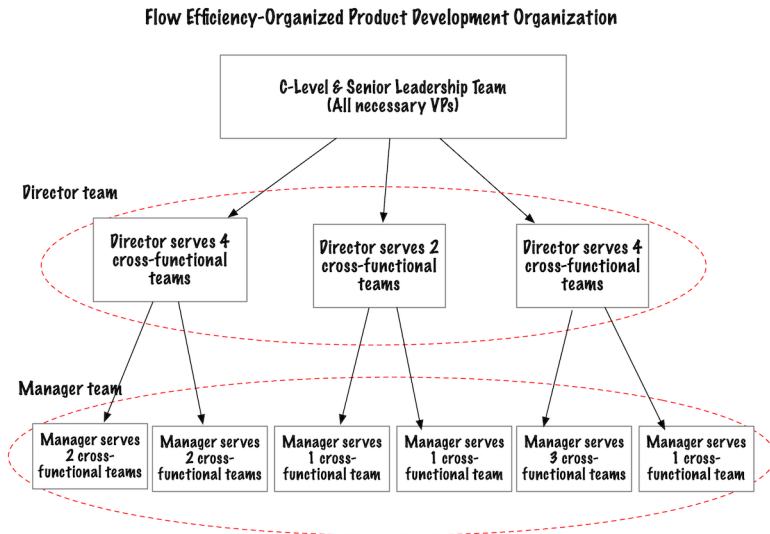 Flow Efficiency-Organized Product Development Organization
C-Level & Senior Leadership Team
(All necessary VPs)
Director team
Director serves 4
cross-functional
teams
Director serves 2
cross-functional
teams
Director serves 4
cross-functional
teams
Manager team
Manager serves
2 cross-
functional teams
Manager serves
2 cross-
functional teams
Manager serves
1 cross-
functional team
Manager serves
1 cross-
functional team
Manager serves
3 cross-
functional teams
Manager serves
1 cross-
functional team